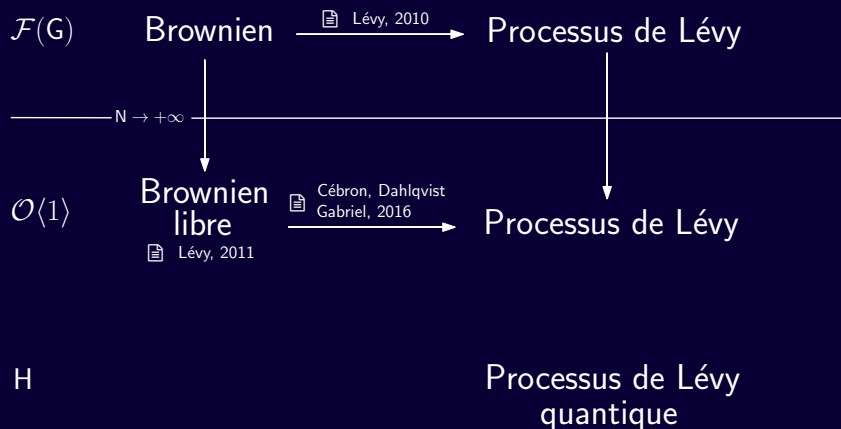 𝓕(G) Brownien Lévy, 2010 Processus de Lévy
N → +∞
𝒪⟨1⟩ Brownien libre Cébron, Dahlqvist Gabriel, 2016 Processus de Lévy
Lévy, 2011
H Processus de Lévy quantique